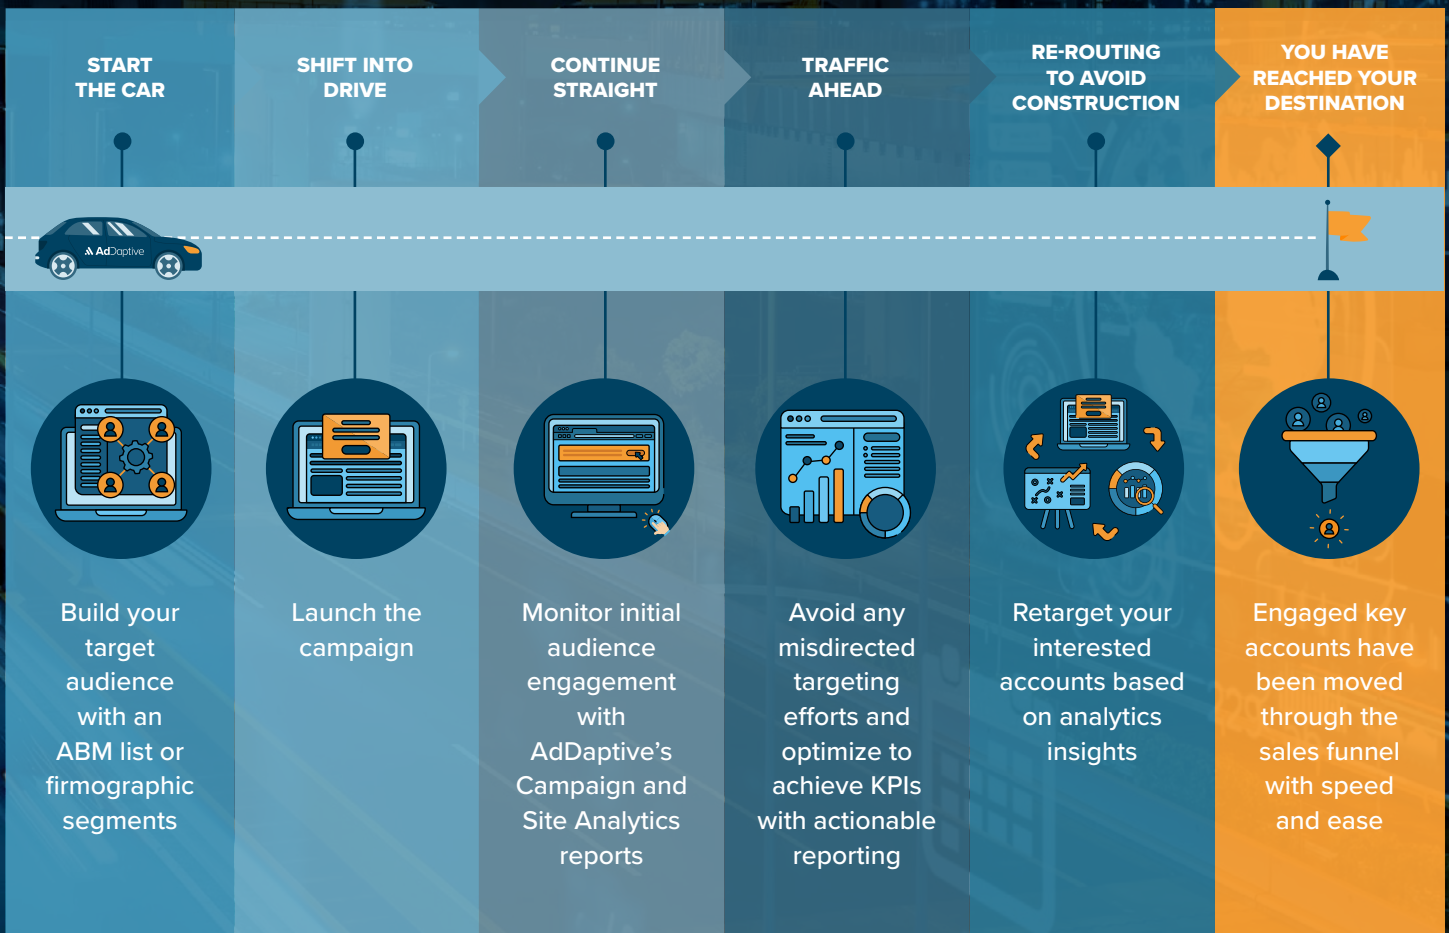 START
THE CAR
SHIFT INTO
DRIVE
CONTINUE
STRAIGHT
TRAFFIC
AHEAD
RE-ROUTING
TO AVOID
CONSTRUCTION
YOU HAVE
REACHED YOUR
DESTINATION
AdDaptive
Build your
target
audience
with an
ABM list or
firmographic
segments
Launch the
campaign
Monitor initial
audience
engagement
with
AdDaptive’s
Campaign and
Site Analytics
reports
Avoid any
misdirected
targeting
efforts and
optimize to
achieve KPIs
with actionable
reporting
Retarget your
interested
accounts based
on analytics
insights
Engaged key
accounts have
been moved
through the
sales funnel
with speed
and ease